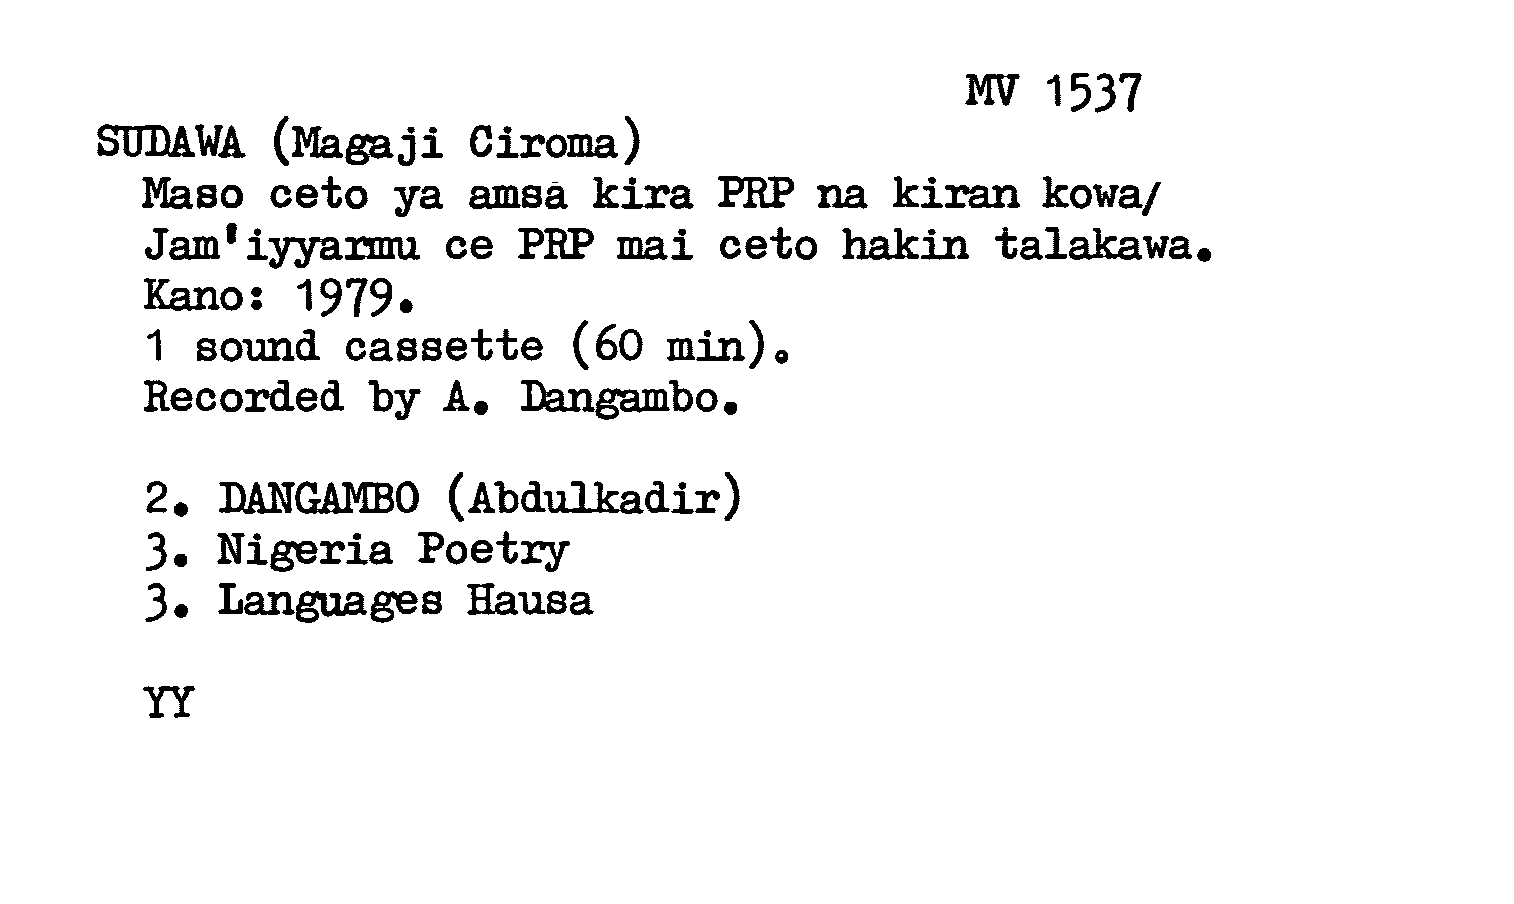 MV 1537
SUDAWA (Magaji Ciroma)
Maso ceto ya amsa kira PRP na kiran kowa/
Jam'iyyarmu ce PRP mai ceto hakin talakawa.
Kano: 1979.
1 sound cassette (60 min).
Recorded by A. Dangambo.
2. DANGAMBO (Abdulkadir)
3. Nigeria Poetry
3. Languages Hausa
YY